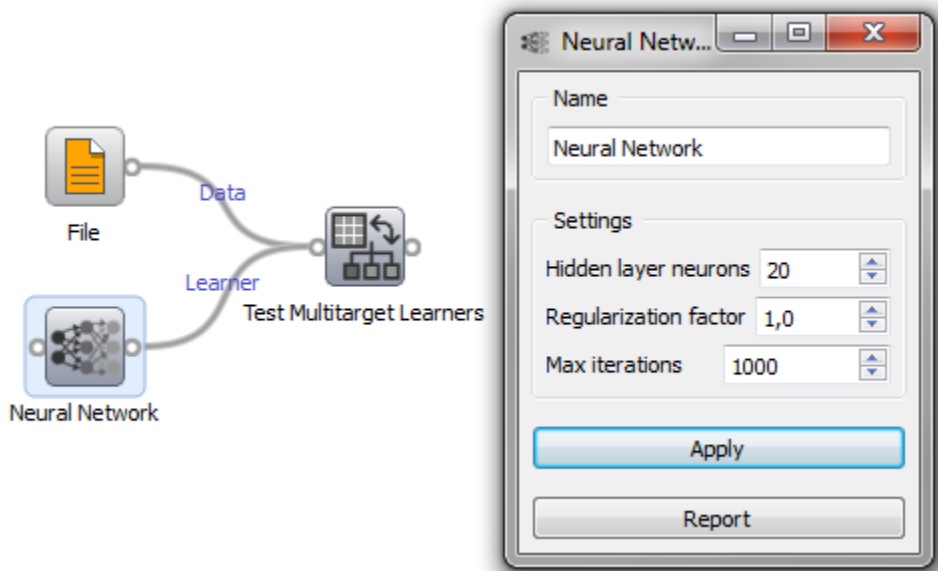 Data
File
Learner
Test Multitarget Learners
Neural Network
Neural Netw...
Name
Neural Network
Settings
Hidden layer neurons 20
Regularization factor 1,0
Max iterations 1000
Apply
Report